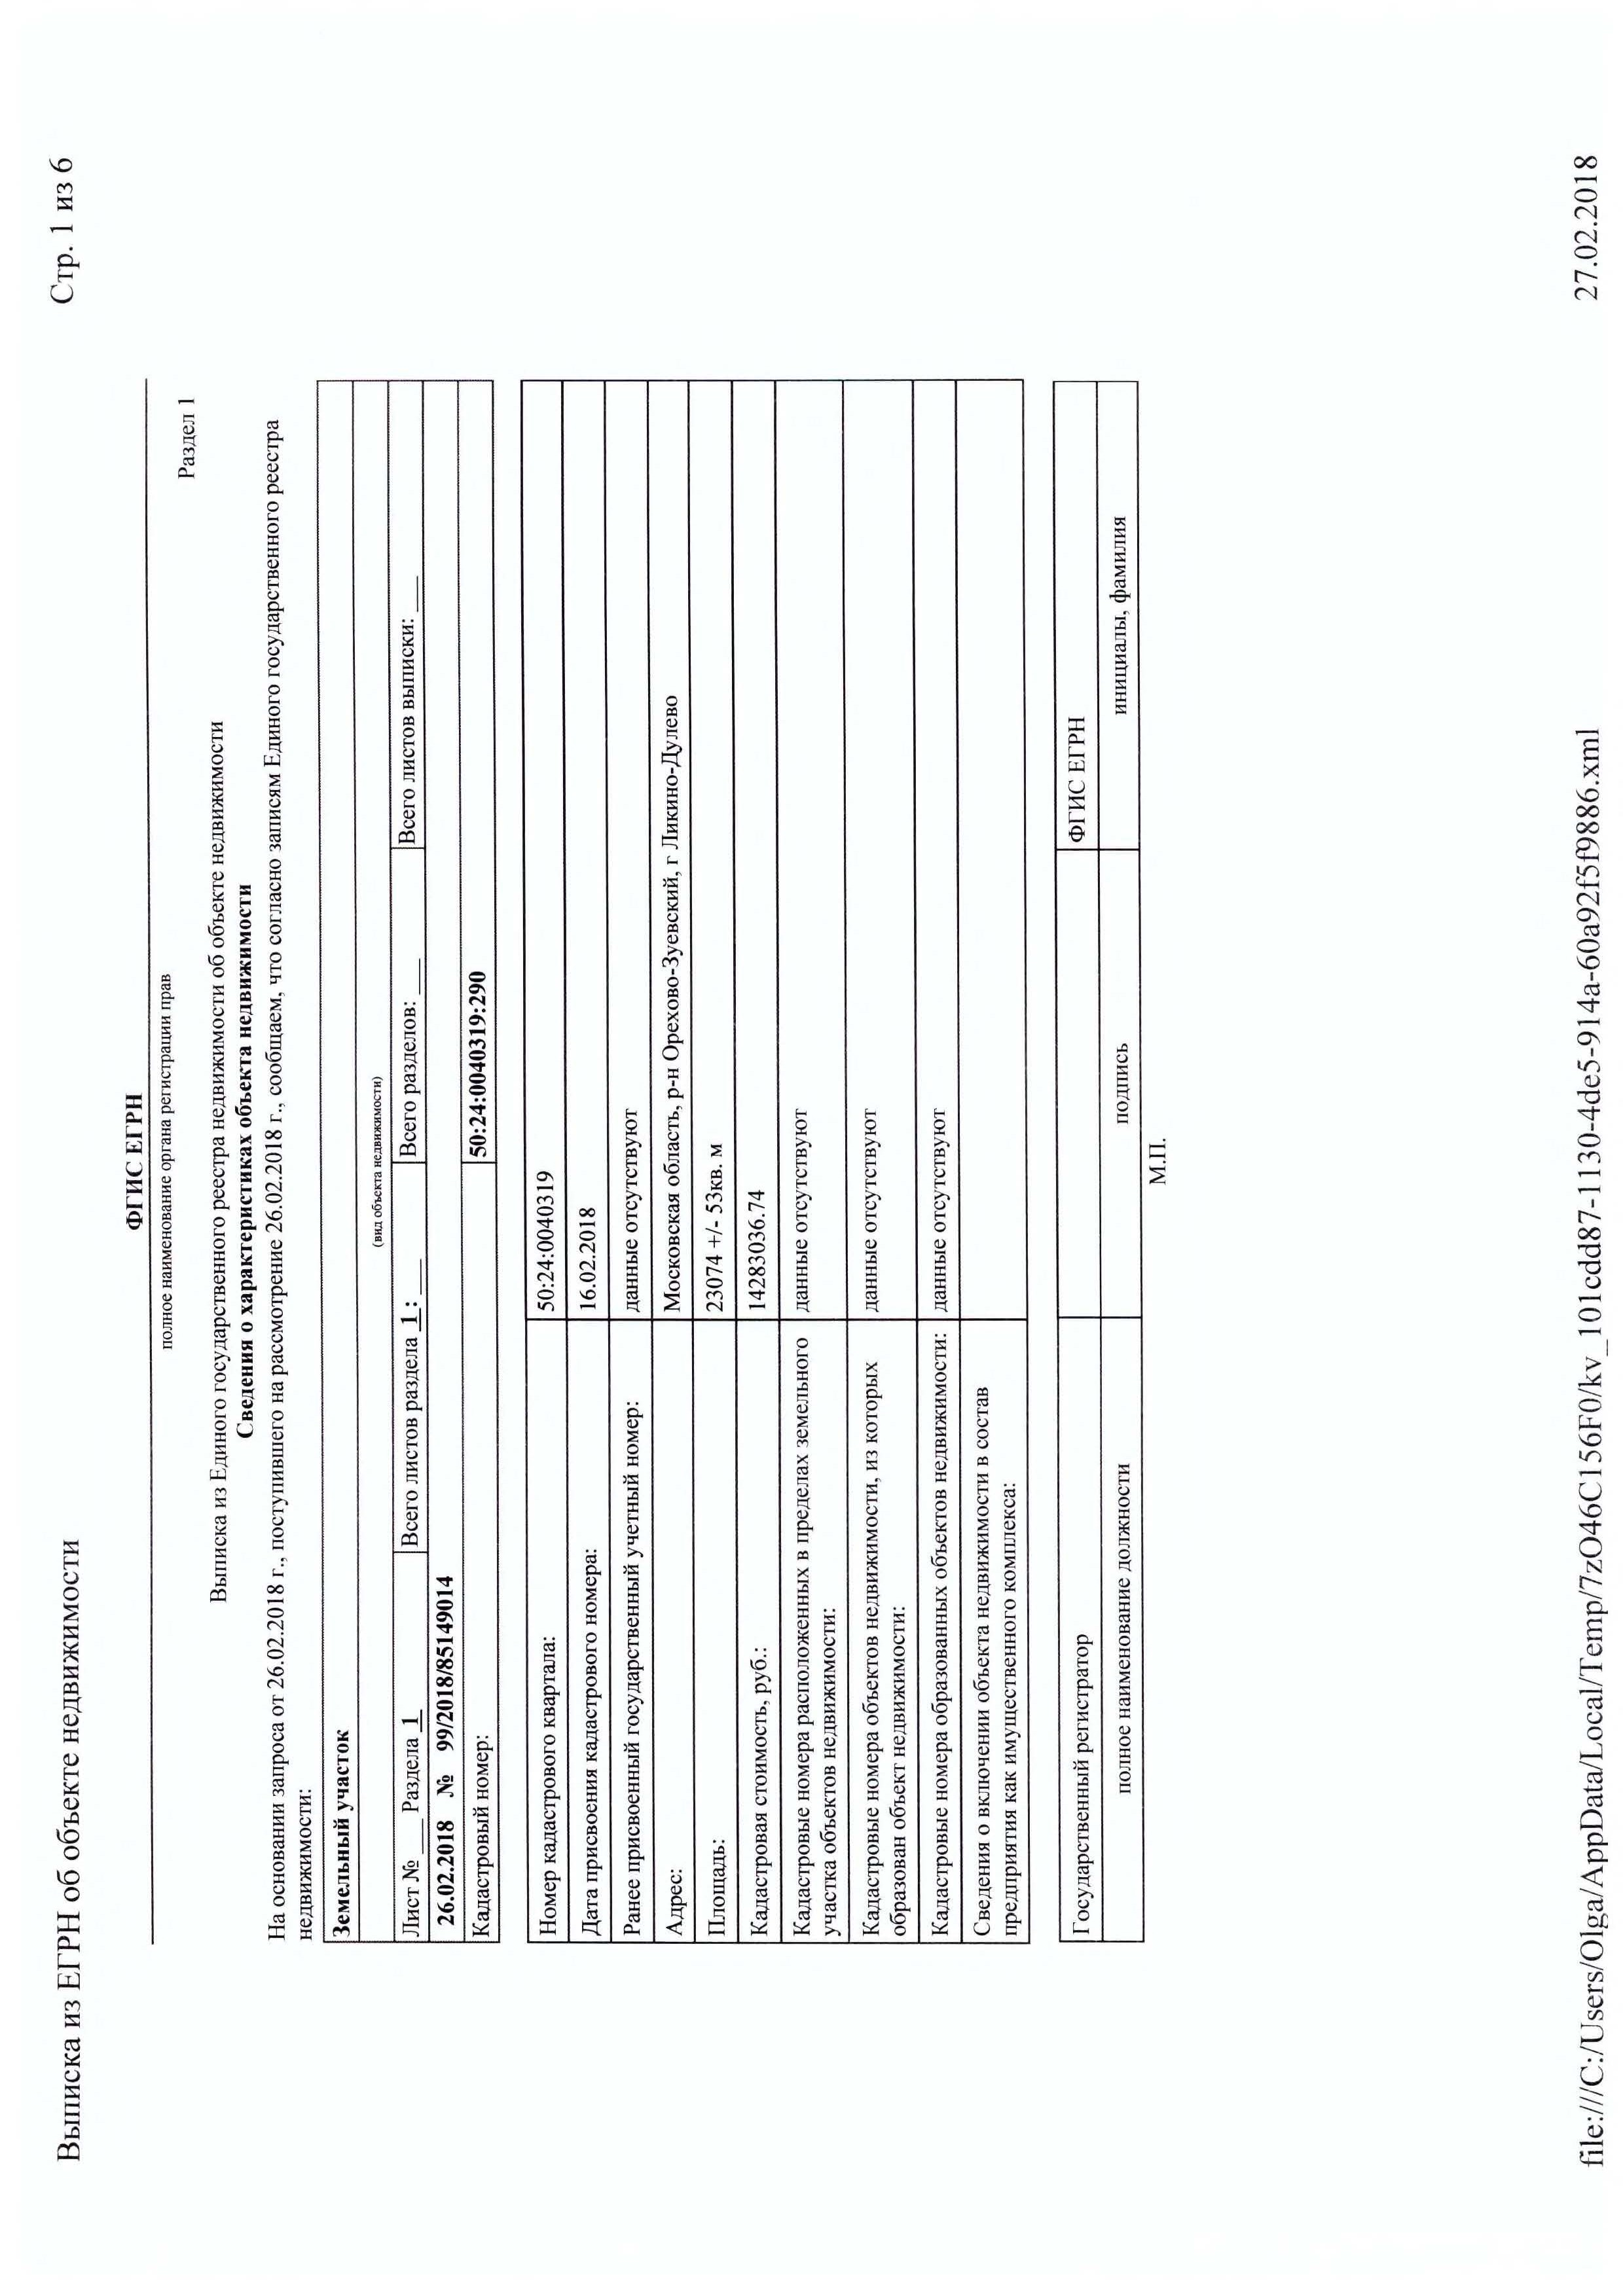 Выписка из ЕГРН об объекте недвижимости Стр. 1 из 6
ФГИС ЕГРН
полное наименование органа регистрации прав
Раздел 1
Выписка из Единого государственного реестра недвижимости об объекте недвижимости
Сведения о характеристиках объекта недвижимости
На основании запроса от 26.02.2018 г., поступившего на рассмотрение 26.02.2018 г., сообщаем, что согласно записям Единого государственного реестра
недвижимости:
Земельный участок
(вид объекта недвижимости)
Лист № ___ Раздела 1 Всего листов раздела 1 : ___ Всего разделов: ___ Всего листов выписки: ___
26.02.2018 № 99/2018/85149014
Кадастровый номер: 50:24:0040319:290
Номер кадастрового квартала: 50:24:0040319
Дата присвоения кадастрового номера: 16.02.2018
Ранее присвоенный государственный учетный номер: данные отсутствуют
Адрес: Московская область, р-н Орехово-Зуевский, г Ликино-Дулево
Площадь: 23074 +/- 53кв. м
Кадастровая стоимость, руб.: 14283036.74
Кадастровые номера расположенных в пределах земельного
участка объектов недвижимости: данные отсутствуют
Кадастровые номера объектов недвижимости, из которых
образован объект недвижимости: данные отсутствуют
Кадастровые номера образованных объектов недвижимости: данные отсутствуют
Сведения о включении объекта недвижимости в состав
предприятия как имущественного комплекса:
Государственный регистратор ФГИС ЕГРН
полное наименование должности подпись инициалы, фамилия
М.П.
file:///C:/Users/Olga/AppData/Local/Temp/7zO46C156F0/kv_101cdd87-1130-4de5-914a-60a92f5f9886.xml 27.02.2018